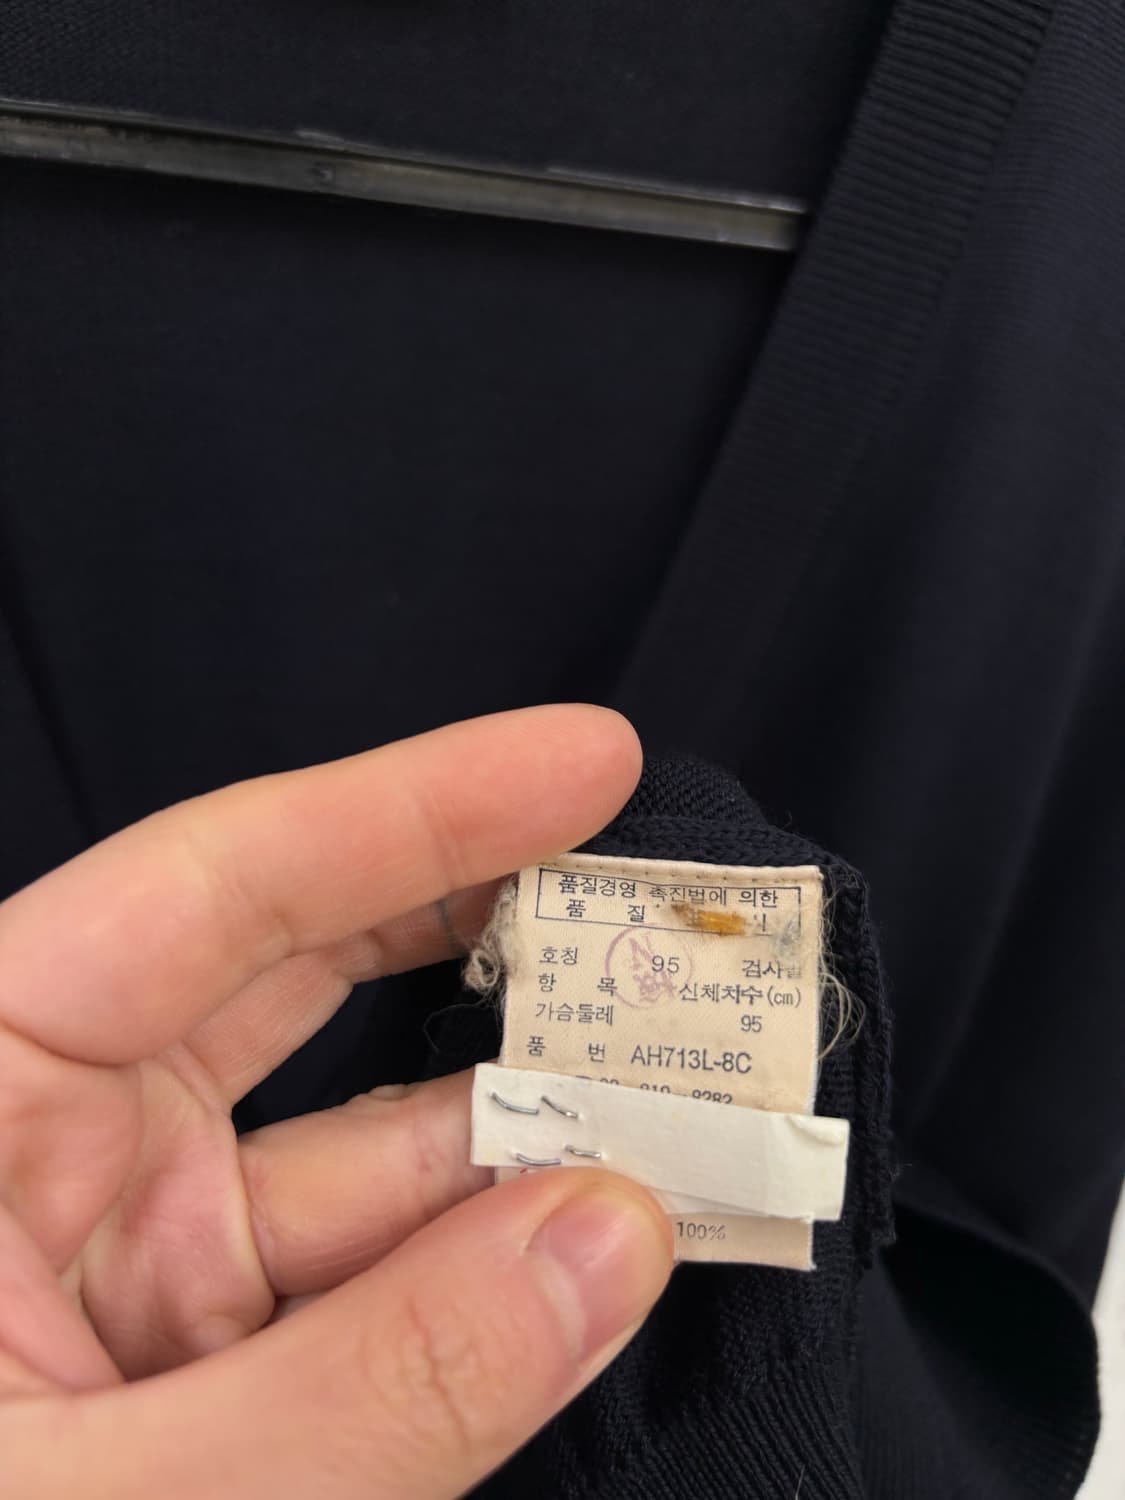 품질경영 촉진법에 의한
품 질
호칭 95 검사필
항 목 신체치수(cm)
가슴둘레 95
품 번 AH713L-8C
100%